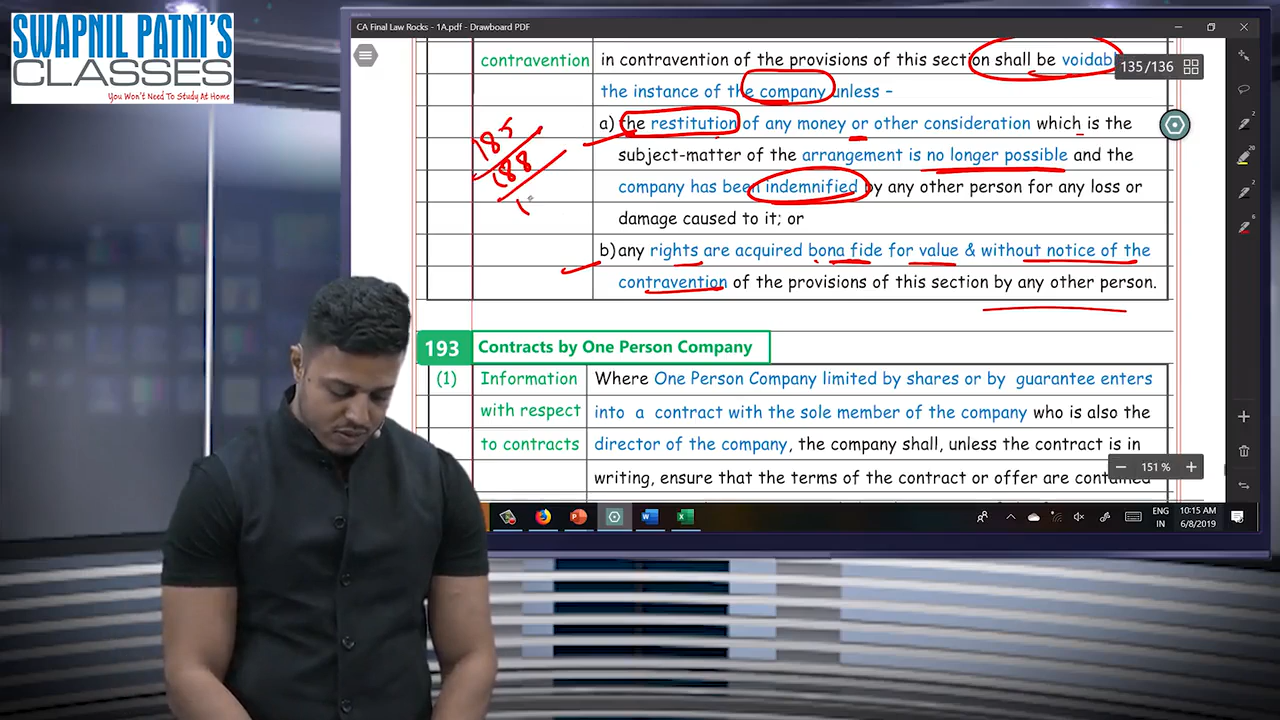 SWAPNIL PATNI'S
CLASSES
You Won't Need To Study At Home
CA Final Law Rocks - 1A.pdf - Drawboard PDF
135/136
contravention in contravention of the provisions of this section shall be voidab
the instance of the company unless –
a) the restitution of any money or other consideration which is the
subject-matter of the arrangement is no longer possible and the
company has been indemnified by any other person for any loss or
damage caused to it; or
b) any rights are acquired bona fide for value & without notice of the
contravention of the provisions of this section by any other person.
185
188
1
193 Contracts by One Person Company
(1) Information Where One Person Company limited by shares or by guarantee enters
with respect into a contract with the sole member of the company who is also the
to contracts director of the company, the company shall, unless the contract is in
writing, ensure that the terms of the contract or offer are contained
151 %
ENG
IN
10:15 AM
6/8/2019